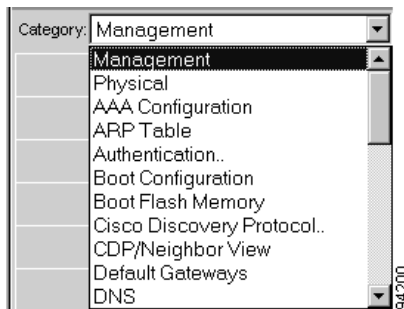 Category: Management
Management
Physical
AAA Configuration
ARP Table
Authentication..
Boot Configuration
Boot Flash Memory
Cisco Discovery Protocol..
CDP/Neighbor View
Default Gateways
DNS
94200